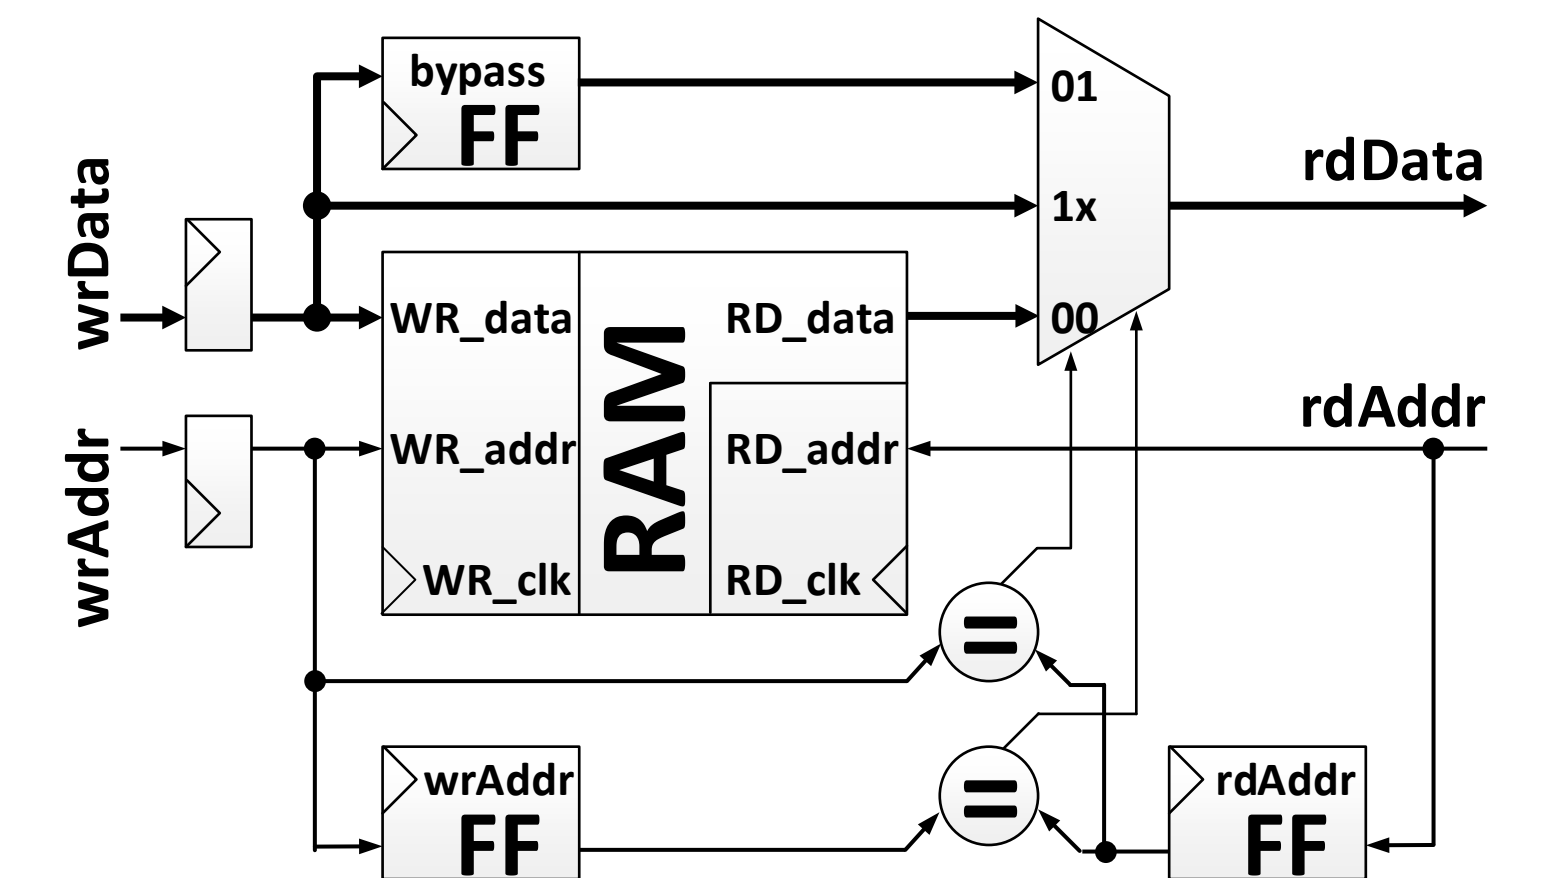 bypass
FF
01
wrData
1x
rdData
WR_data
RAM
RD_data
00
wrAddr
WR_addr
RD_addr
rdAddr
WR_clk
RD_clk
=
=
wrAddr
FF
rdAddr
FF